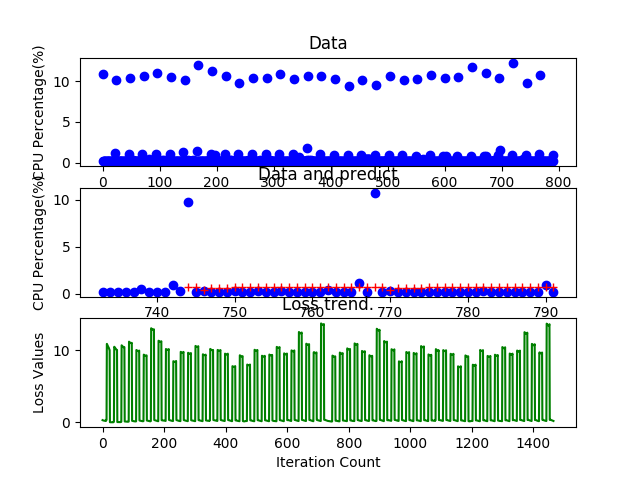 Data
CPU Percentage(%)
10
5
0
0 100 200 300 400 500 600 700 800
Data and predict
CPU Percentage(%)
10
5
0
740 750 760 770 780 790
Loss trend.
Loss Values
10
0
0 200 400 600 800 1000 1200 1400
Iteration Count